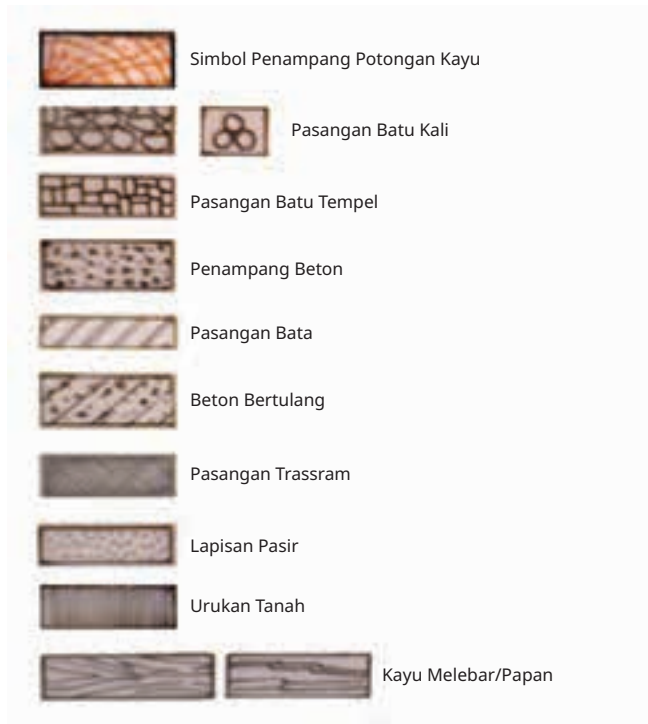 Simbol Penampang Potongan Kayu
Pasangan Batu Kali
Pasangan Batu Tempel
Penampang Beton
Pasangan Bata
Beton Bertulang
Pasangan Trassram
Lapisan Pasir
Urukan Tanah
Kayu Melebar/Papan